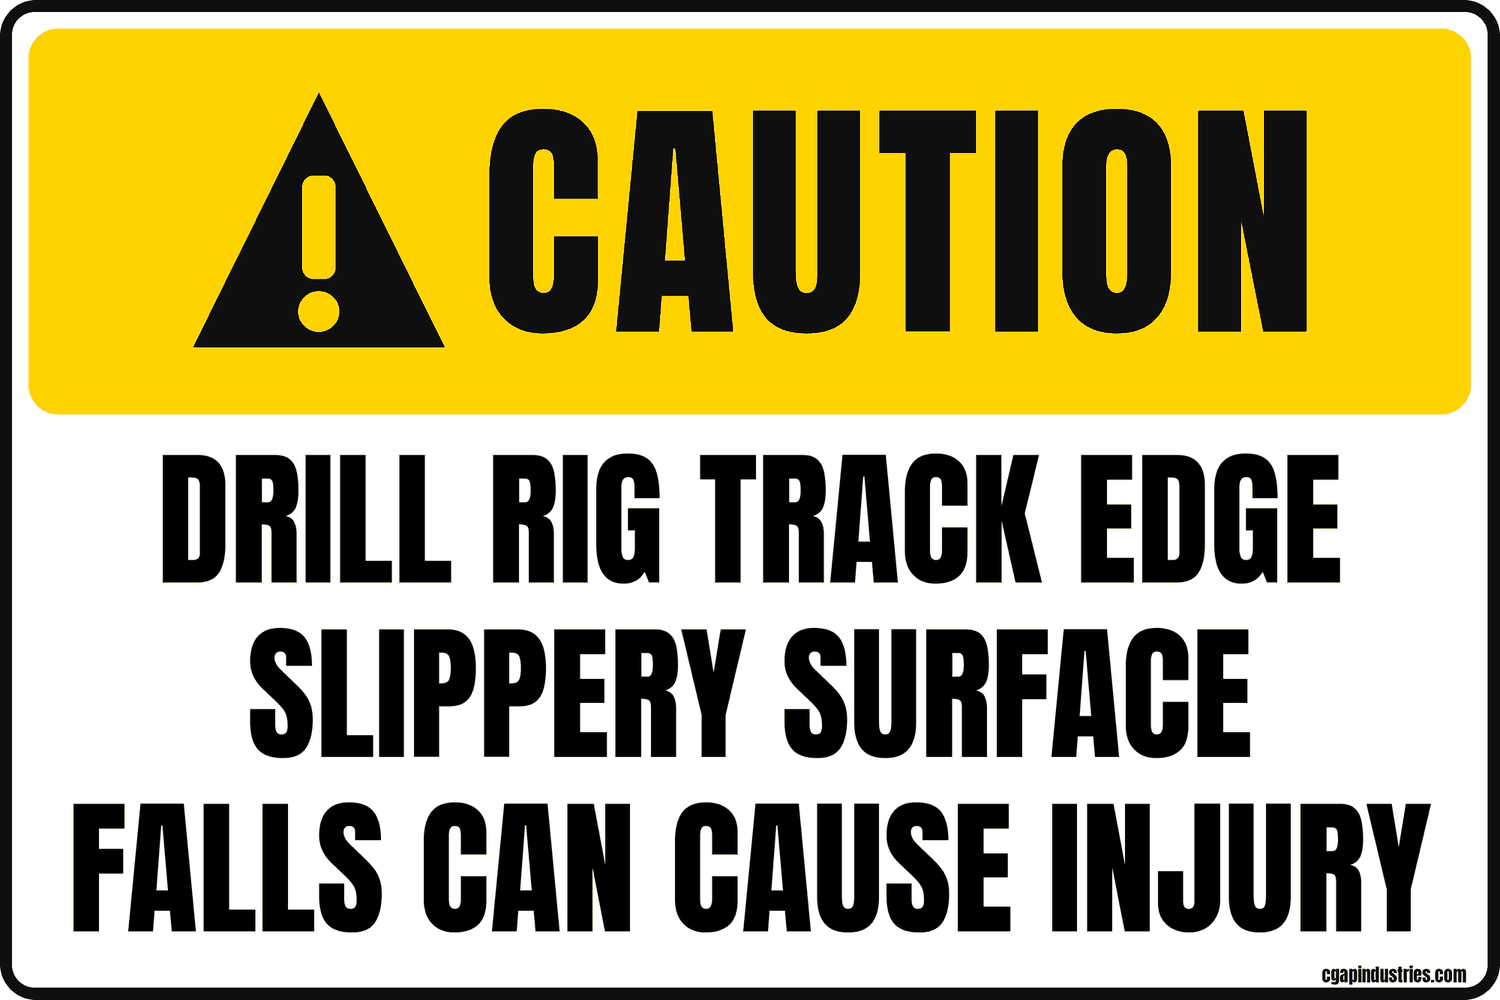 CAUTION
DRILL RIG TRACK EDGE
SLIPPERY SURFACE
FALLS CAN CAUSE INJURY
cgapindustries.com